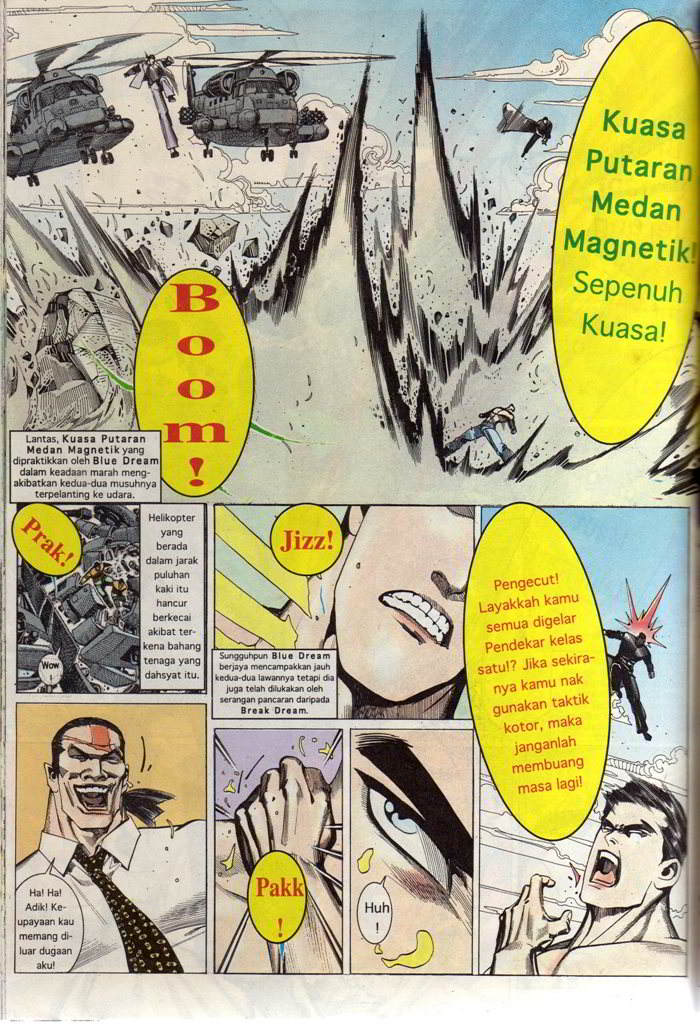 Kuasa
Putaran
Medan
Magnetik!
Sepenuh
Kuasa!
Boom!
Lantas, Kuasa Putaran
Medan Magnetik yang
dipraktikkan oleh Blue Dream
dalam keadaan marah meng-
akibatkan kedua-dua musuhnya
terpelanting ke udara.
Prak!
Wow
!
Helikopter
yang
berada
dalam jarak
puluhan
kaki itu
hancur
berkecai
akibat ter-
kena bahang
tenaga yang
dahsyat itu.
Jizz!
Sungguhpun Blue Dream
berjaya mencampakkan jauh
kedua-dua lawannya tetapi dia
juga telah dilukakan oleh
serangan pancaran daripada
Break Dream.
Pengecut!
Layakkah kamu
semua digelar
Pendekar kelas
satu!? Jika sekira-
nya kamu nak
gunakan taktik
kotor, maka
janganlah
membuang
masa lagi!
Ha! Ha!
Adik! Ke-
upayaan kau
memang di-
luar dugaan
aku!
Pakk
!
Huh
!